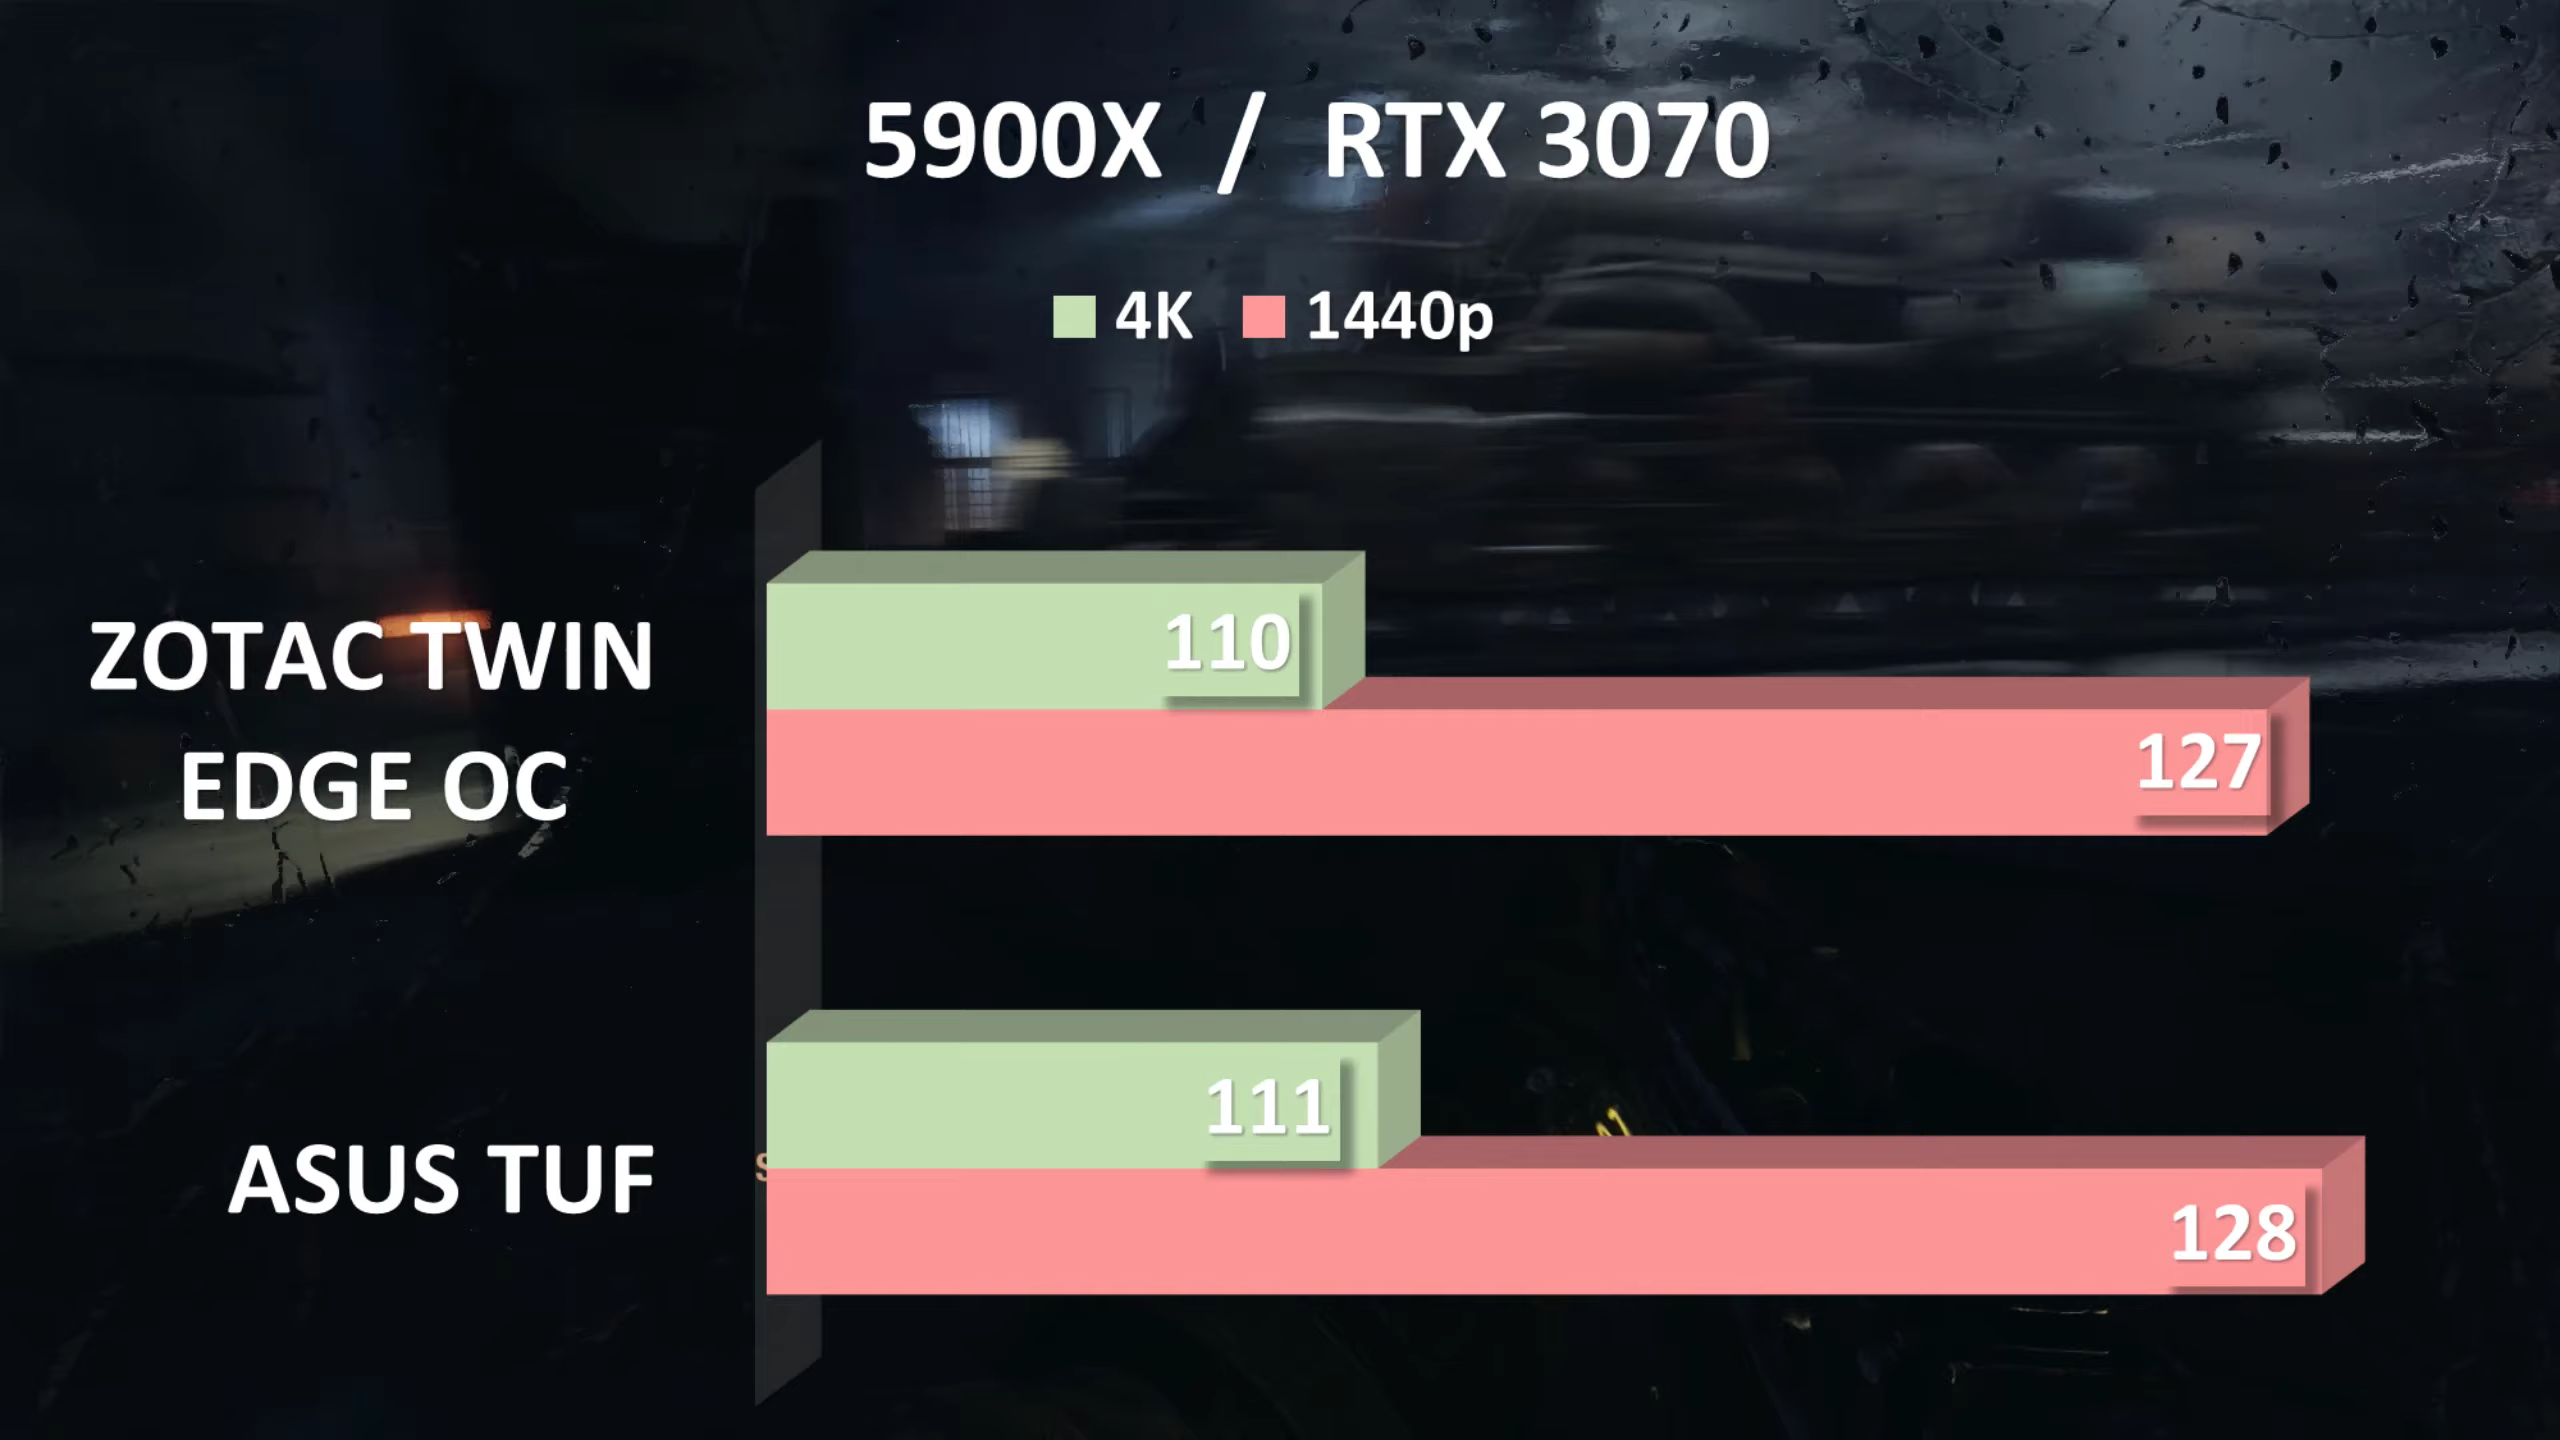 5900X / RTX 3070
4K 1440p
110
ZOTAC TWIN
EDGE OC
127
111
ASUS TUF
128